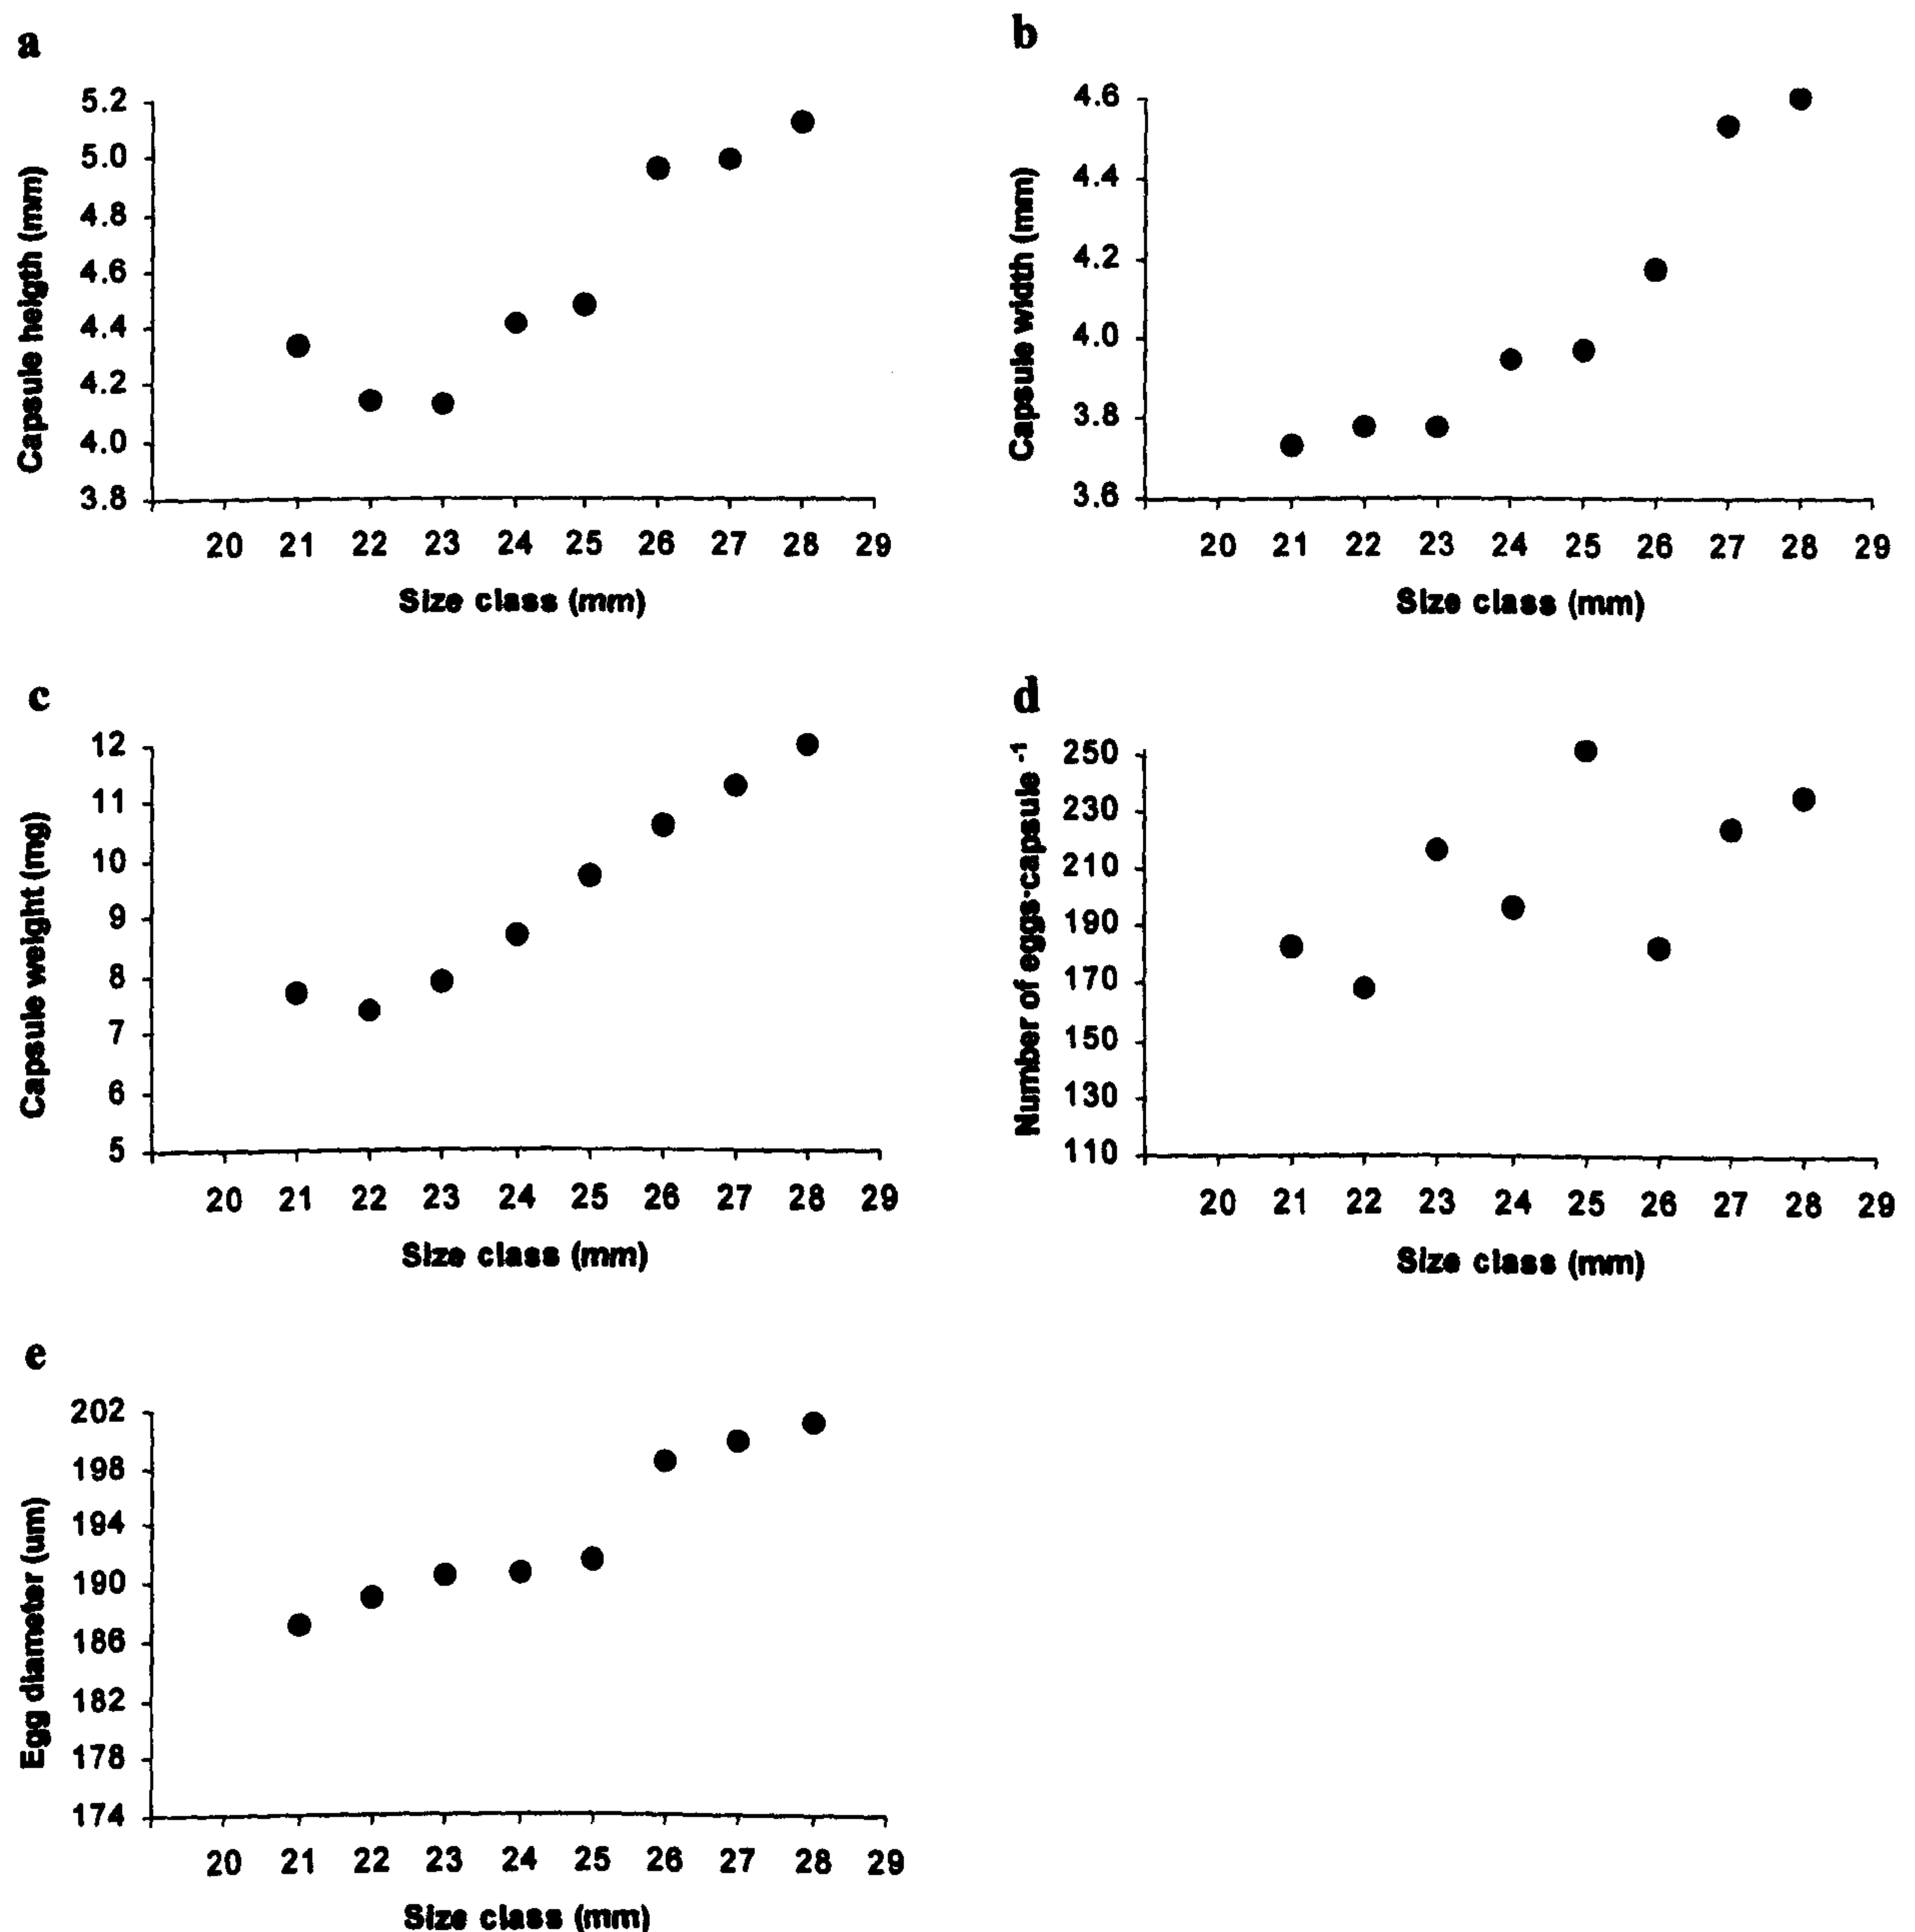 a
5.2
5.0
4.8
4.6
4.4
4.2
4.0
3.8
Capsule heigth (mm)
20 21 22 23 24 25 26 27 28 29
Size class (mm)
b
4.6
4.4
4.2
4.0
3.8
3.6
Capsule width (mm)
20 21 22 23 24 25 26 27 28 29
Size class (mm)
c
12
11
10
9
8
7
6
5
Capsule weight (mg)
20 21 22 23 24 25 26 27 28 29
Size class (mm)
d
250
230
210
190
170
150
130
110
Number of eggs·capsule -1
20 21 22 23 24 25 26 27 28 29
Size class (mm)
e
202
198
194
190
186
182
178
174
Egg diameter (um)
20 21 22 23 24 25 26 27 28 29
Size class (mm)